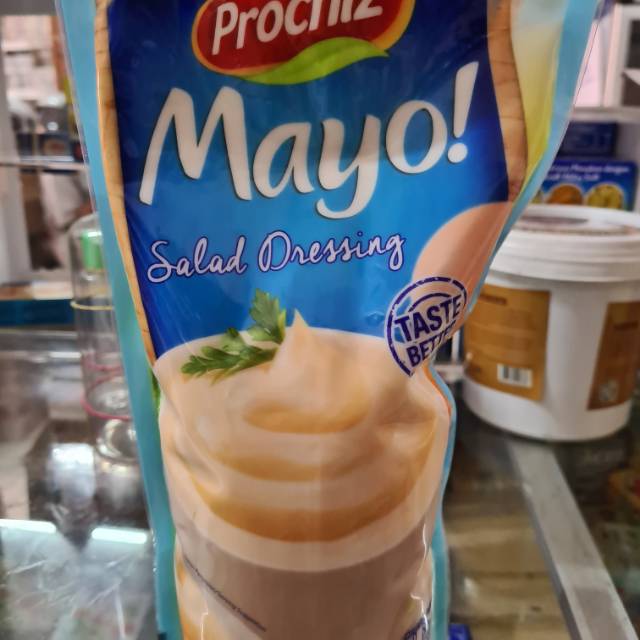 Prochiz
Mayo!
Salad Dressing
TASTE
BETTER